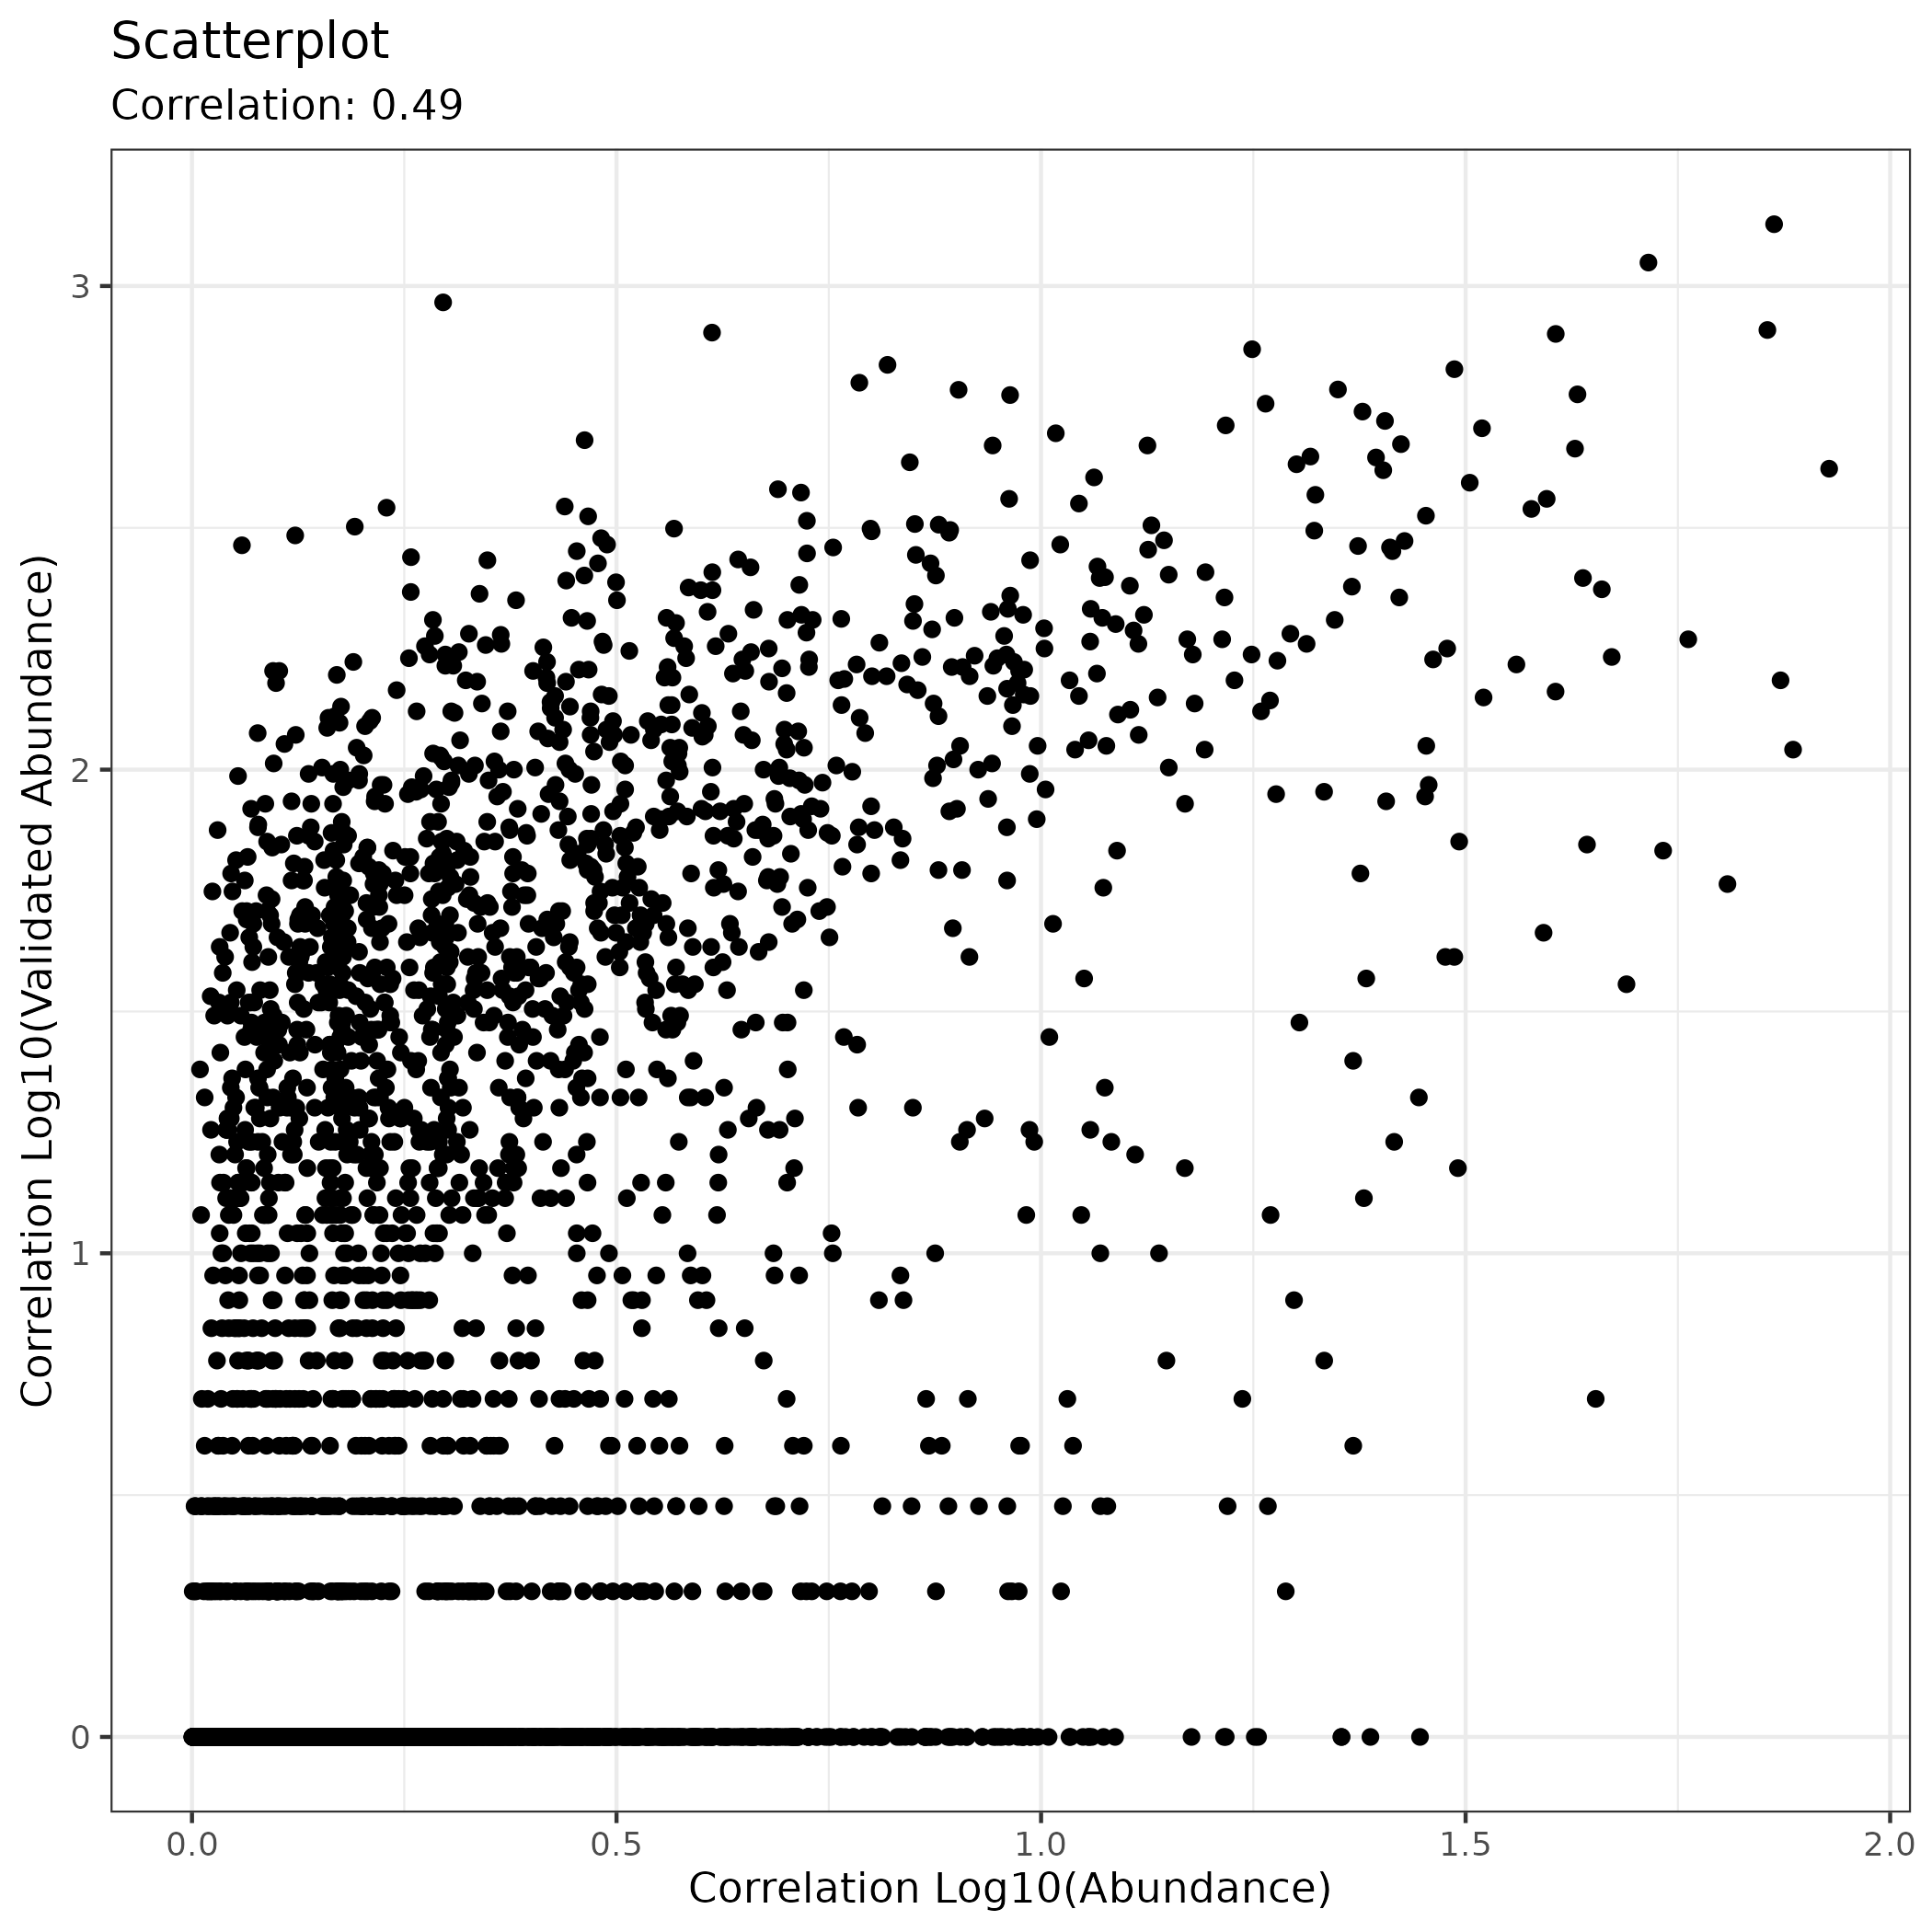 Scatterplot
Correlation: 0.49
Correlation Log10(Validated Abundance)
3
2
1
0
0.0 0.5 1.0 1.5 2.0
Correlation Log10(Abundance)